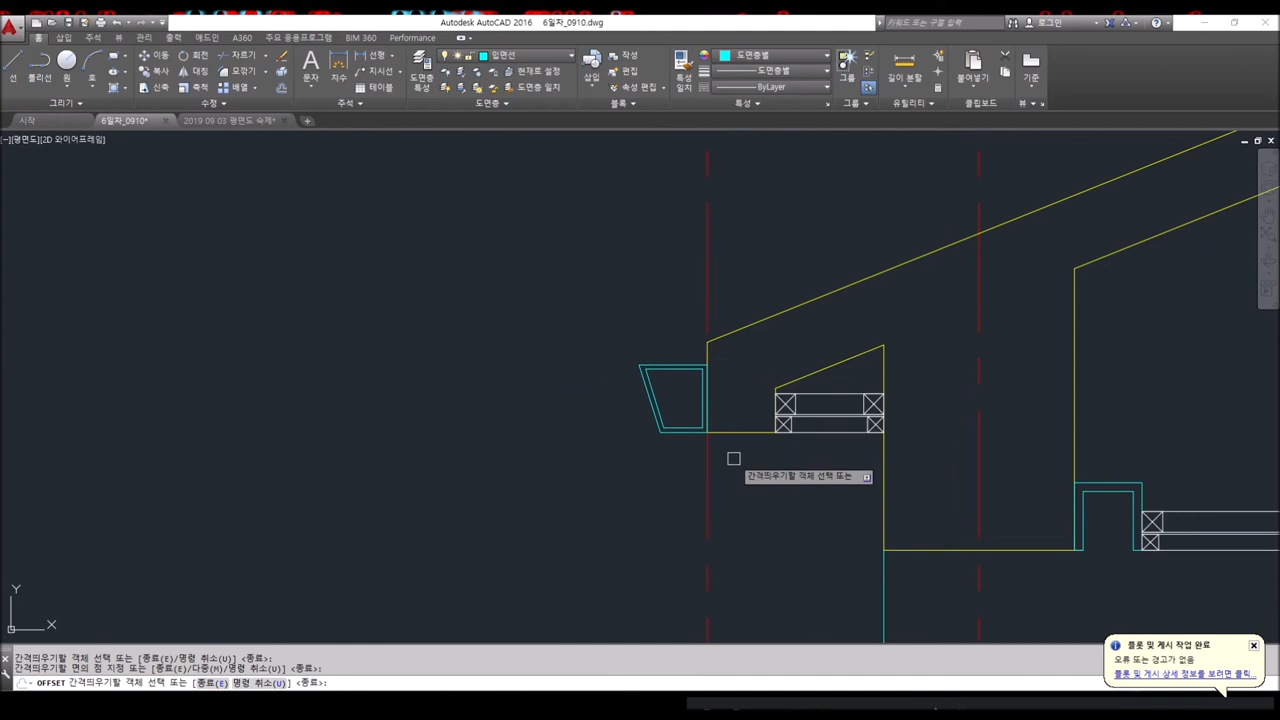 Autodesk AutoCAD 2016 6일차_0910.dwg
키워드 또는 구절 입력
로그인
홈 삽입 주석 뷰 관리 출력 애드인 A360 주요 응용프로그램 BIM 360 Performance
선 폴리선 원 호
이동 회전 자르기
복사 대칭 모깎기
신축 축척 배열
문자 치수
선형
지시선
테이블
도면층 특성
입면선
현재로 설정
도면층 일치
삽입
작성
편집
속성 편집
특성 일치
도면층별
도면층별
ByLayer
그룹
길이 분할
붙여넣기
기준
그리기 수정 주석 도면층 블록 특성 그룹 유틸리티 클립보드 뷰
시작 6일차_0910* 2019 09 03 평면도 숙제*
[−][평면도][2D 와이어프레임]
간격띄우기할 객체 선택 또는
Y
X
간격띄우기할 객체 선택 또는 [종료(E)/명령 취소(U)] <종료>:
간격띄우기할 면의 점 지정 또는 [종료(E)/다중(M)/명령 취소(U)] <종료>:
OFFSET 간격띄우기할 객체 선택 또는 [종료(E) 명령 취소(U)] <종료>:
플롯 및 게시 작업 완료
오류 또는 경고가 없음
플롯 및 게시 상세 정보를 보려면 클릭...